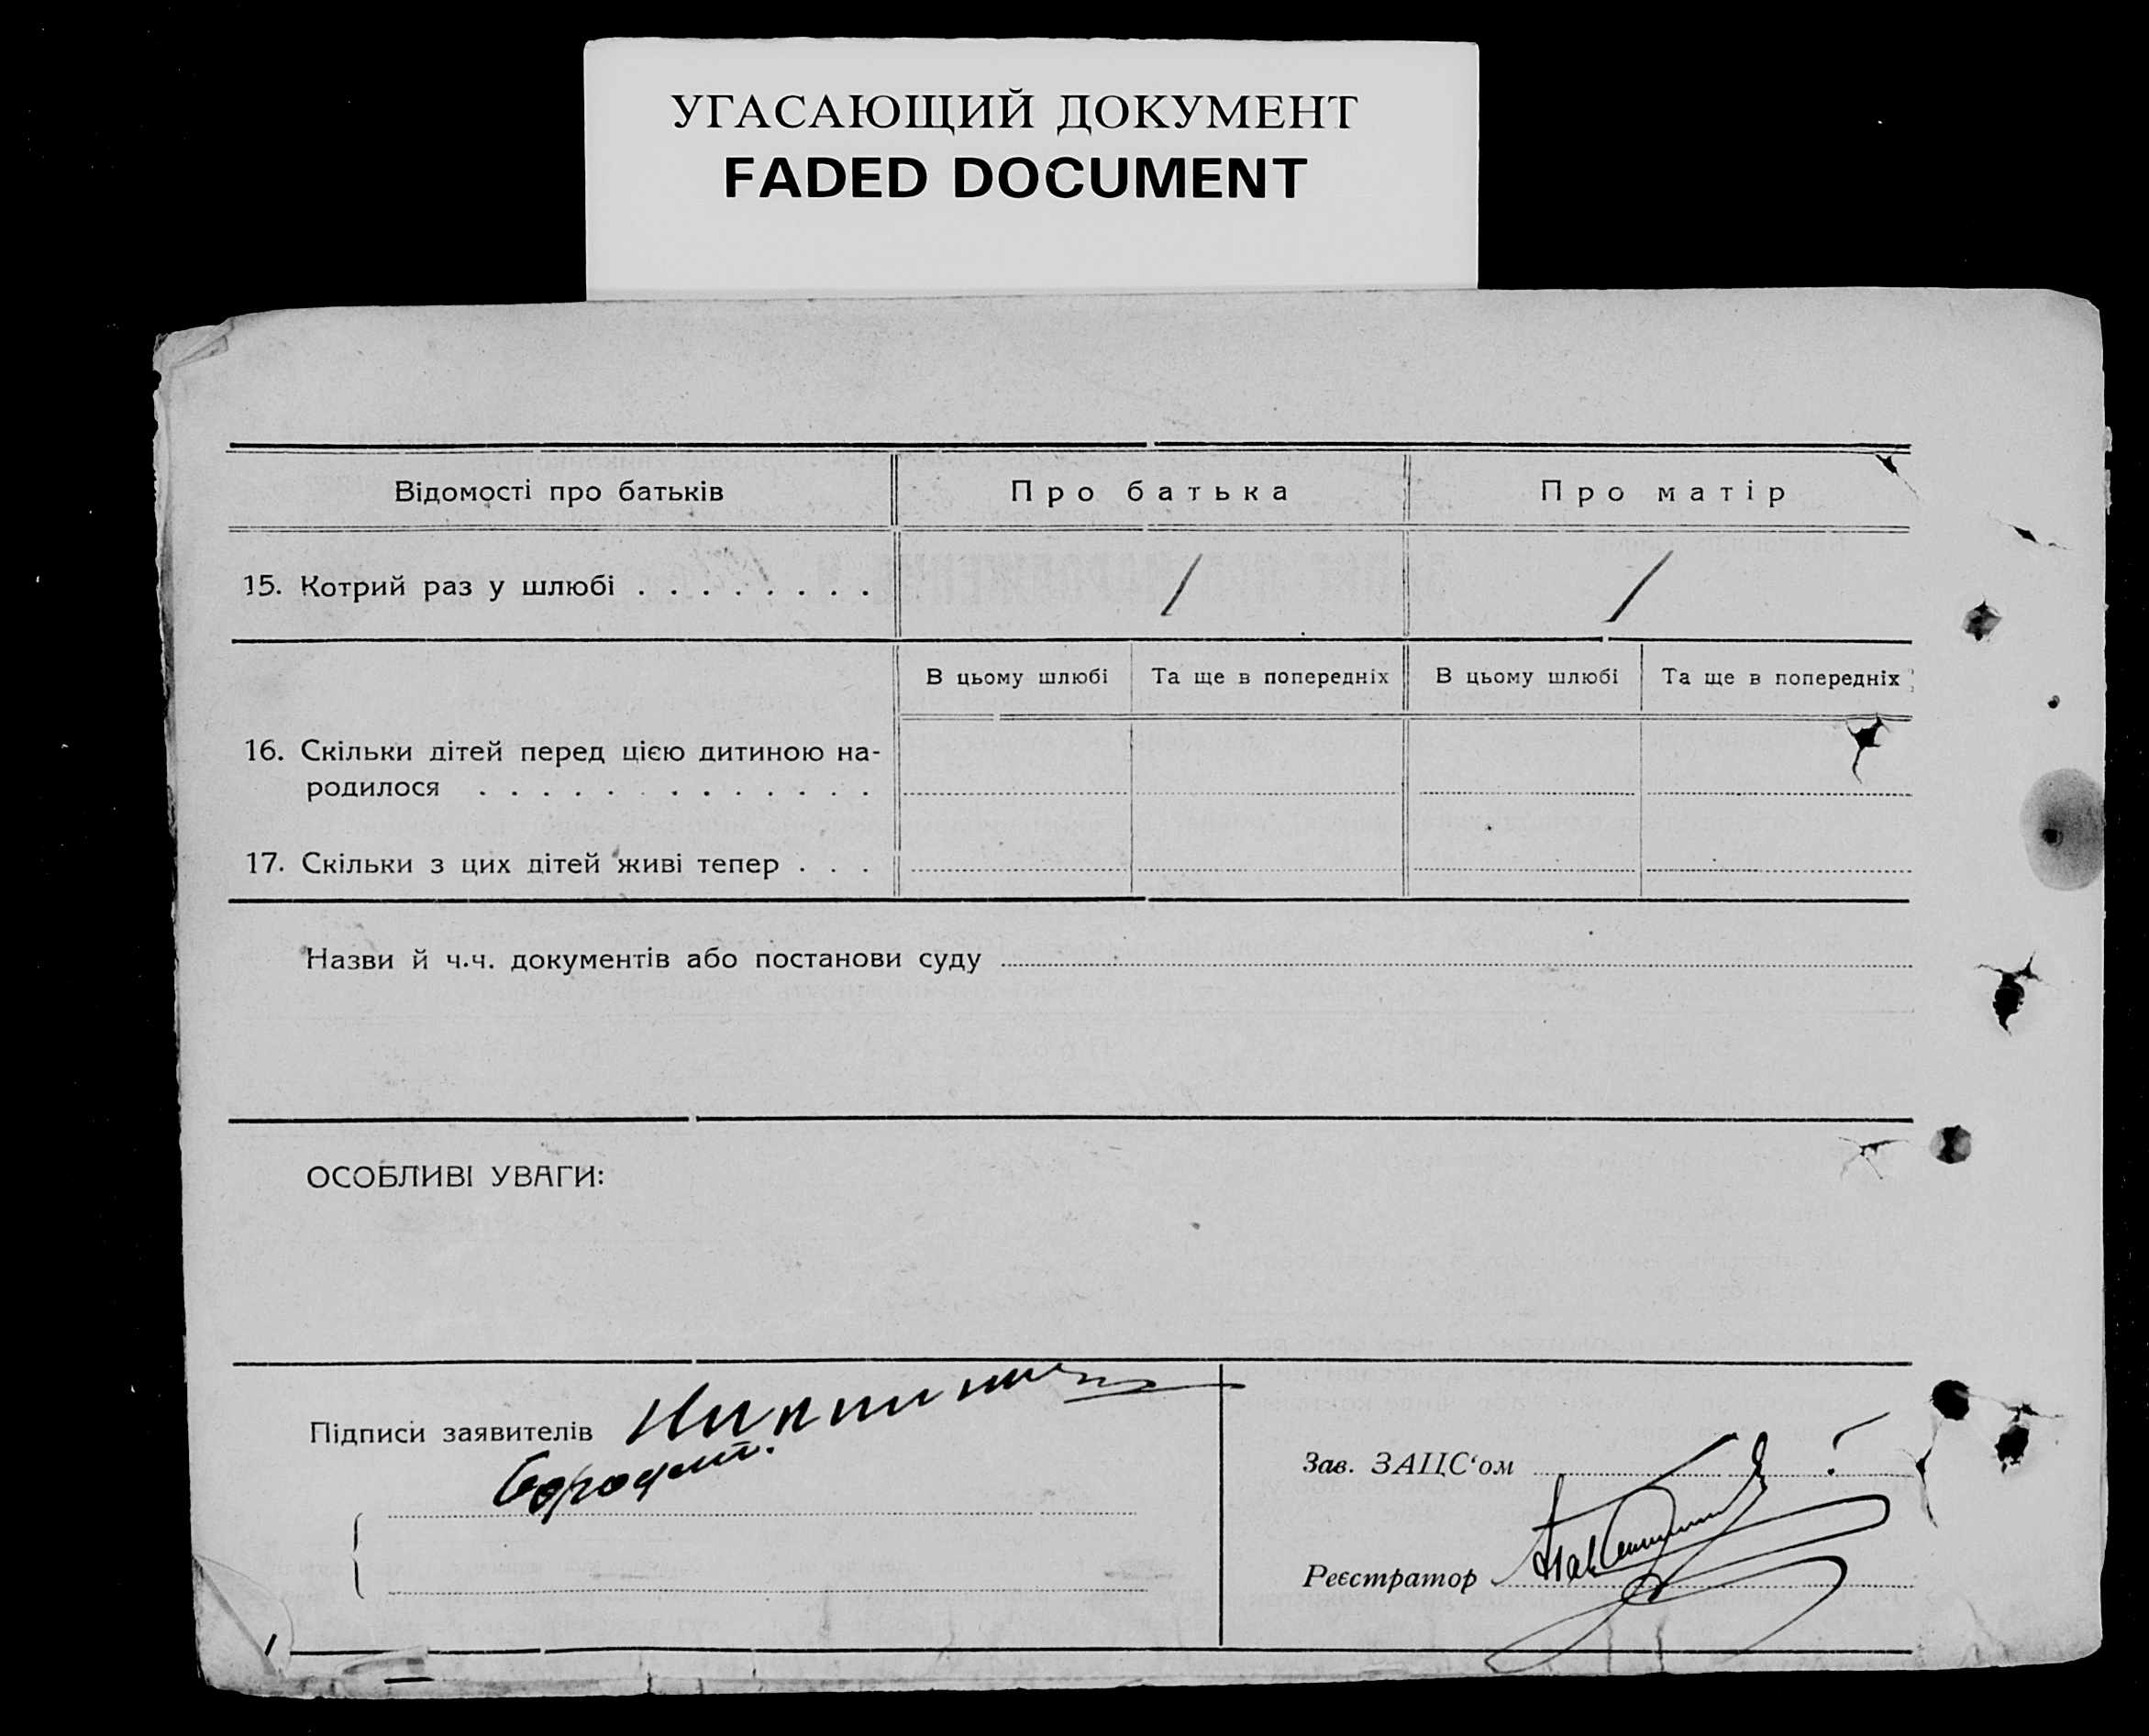 УГАСАЮЩИЙ ДОКУМЕНТ
FADED DOCUMENT
Відомості про батьків
Про батька
Про матір
15. Котрий раз у шлюбі . . . . . . . .
/
/
В цьому шлюбі
Та ще в попередніх
В цьому шлюбі
Та ще в попередніх
16. Скільки дітей перед цією дитиною на-
родилося . . . . . . . . . . . . .
17. Скільки з цих дітей живі тепер . . .
Назви й ч.ч. документів або постанови суду
ОСОБЛИВІ УВАГИ:
Підписи заявителів
Зав. ЗАЦС‘ом
Реєстратор